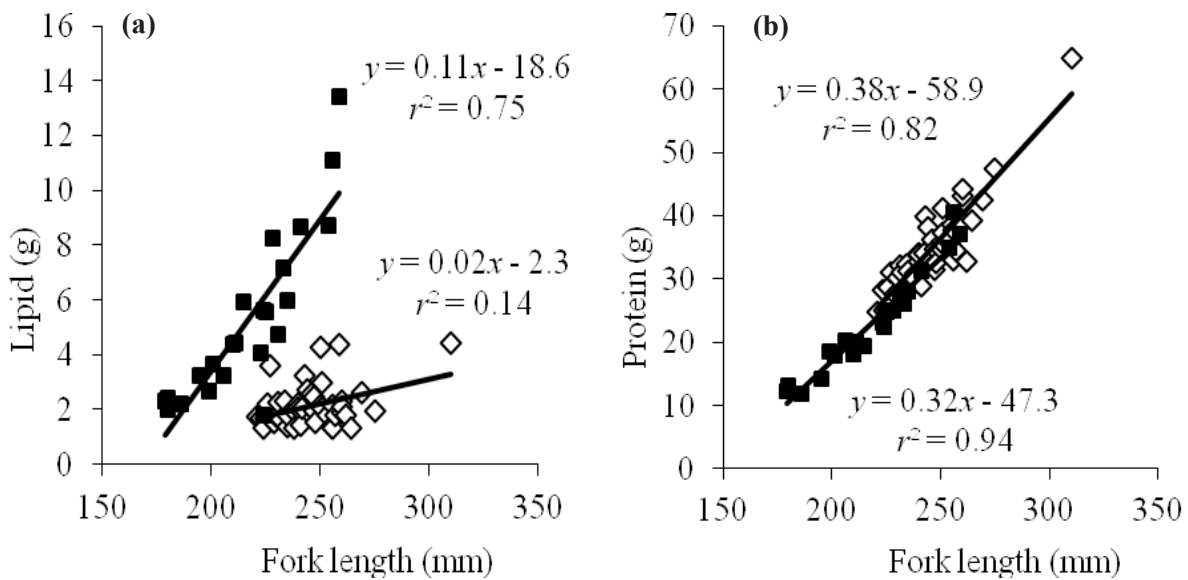 (a)
16
14
12
10
8
6
4
2
0
y = 0.11x - 18.6
r² = 0.75
y = 0.02x - 2.3
r² = 0.14
Lipid (g)
150 200 250 300 350
Fork length (mm)
(b)
70
60
50
40
30
20
10
0
y = 0.38x - 58.9
r² = 0.82
y = 0.32x - 47.3
r² = 0.94
Protein (g)
150 200 250 300 350
Fork length (mm)